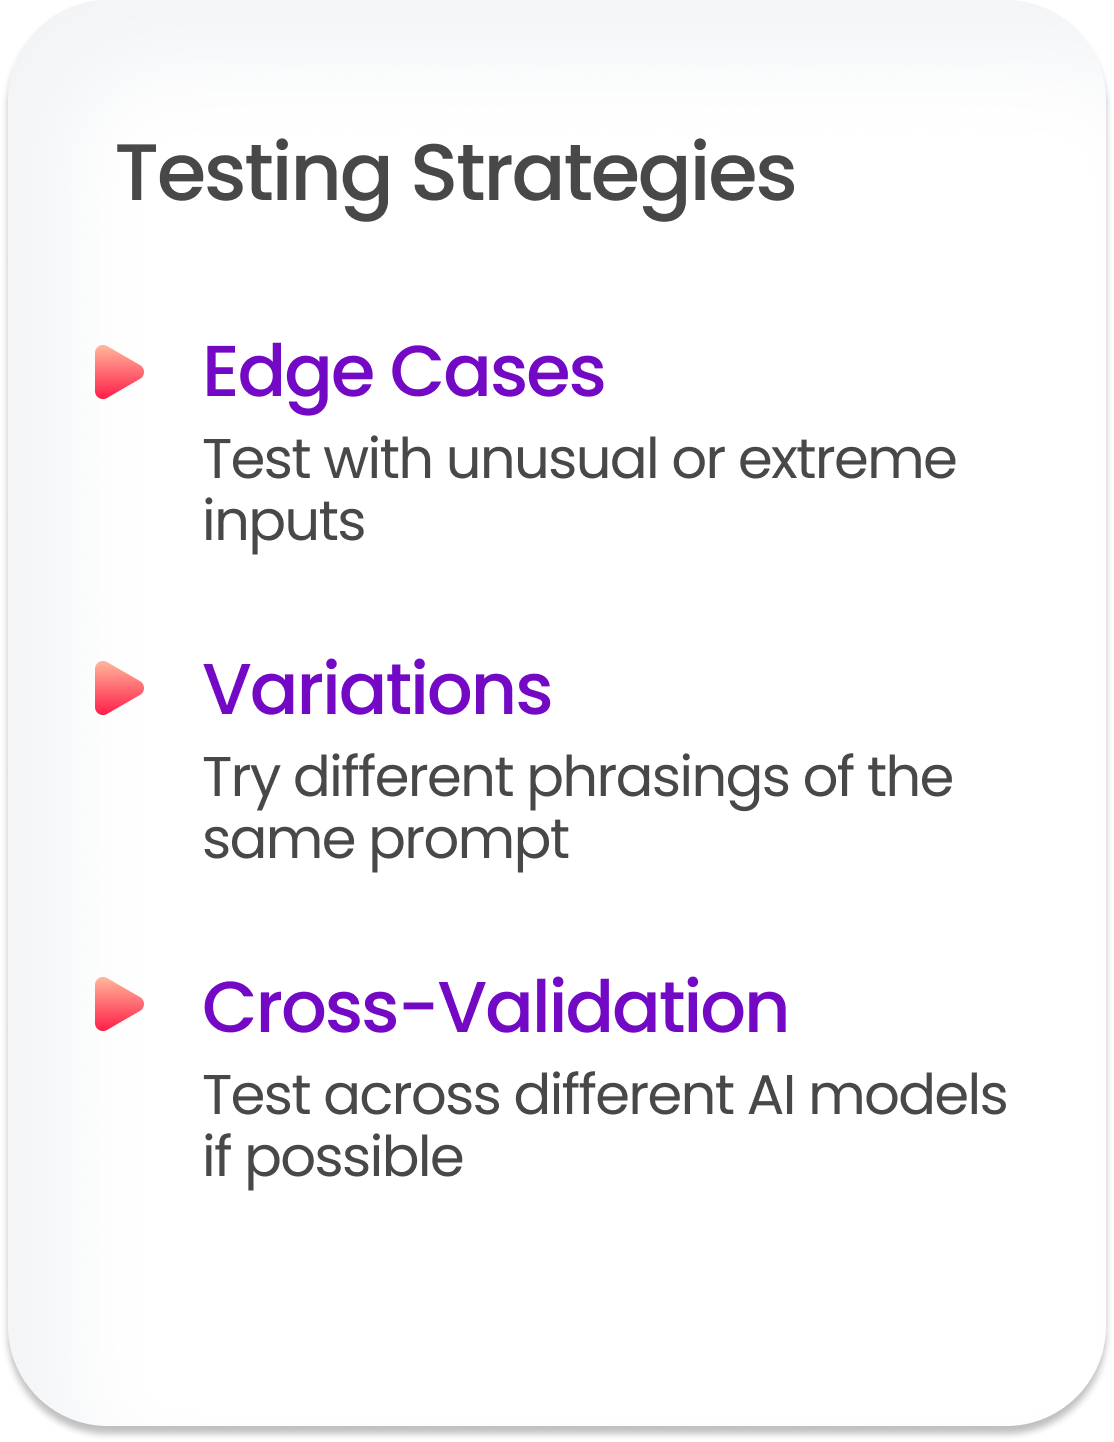 Testing Strategies
Edge Cases
Test with unusual or extreme
inputs
Variations
Try different phrasings of the
same prompt
Cross-Validation
Test across different AI models
if possible